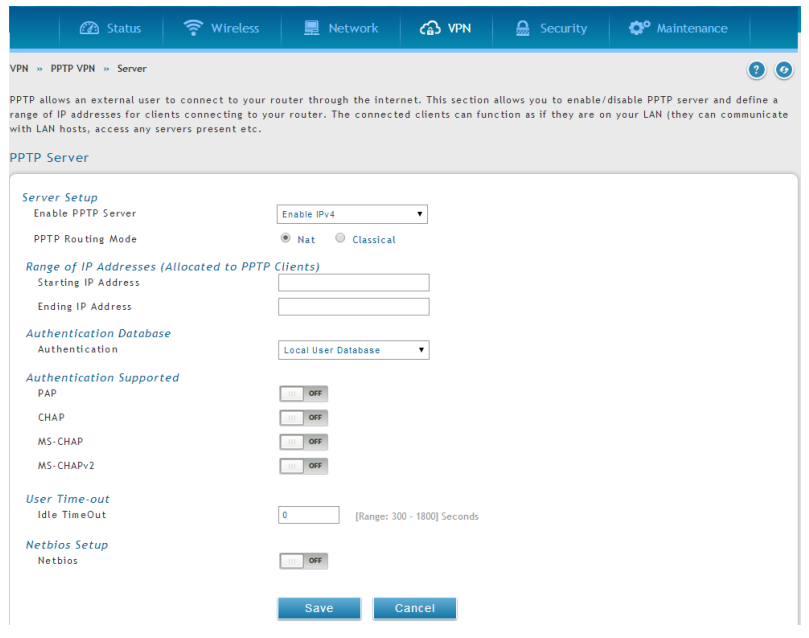 Status Wireless Network VPN Security Maintenance
VPN » PPTP VPN » Server
PPTP allows an external user to connect to your router through the internet. This section allows you to enable/disable PPTP server and define a
range of IP addresses for clients connecting to your router. The connected clients can function as if they are on your LAN (they can communicate
with LAN hosts, access any servers present etc.
PPTP Server
Server Setup
Enable PPTP Server Enable IPv4
PPTP Routing Mode Nat Classical
Range of IP Addresses (Allocated to PPTP Clients)
Starting IP Address
Ending IP Address
Authentication Database
Authentication Local User Database
Authentication Supported
PAP OFF
CHAP OFF
MS-CHAP OFF
MS-CHAPv2 OFF
User Time-out
Idle TimeOut 0 [Range: 300 - 1800] Seconds
Netbios Setup
Netbios OFF
Save Cancel